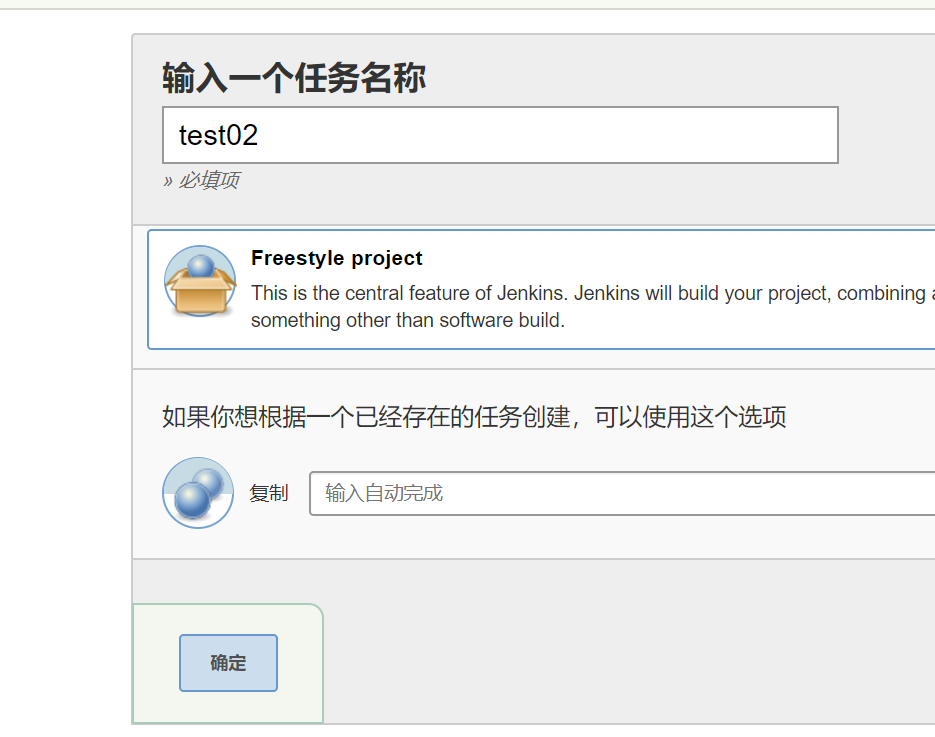 输入一个任务名称
test02
» 必填项
Freestyle project
This is the central feature of Jenkins. Jenkins will build your project, combining
something other than software build.
如果你想根据一个已经存在的任务创建，可以使用这个选项
复制
输入自动完成
确定